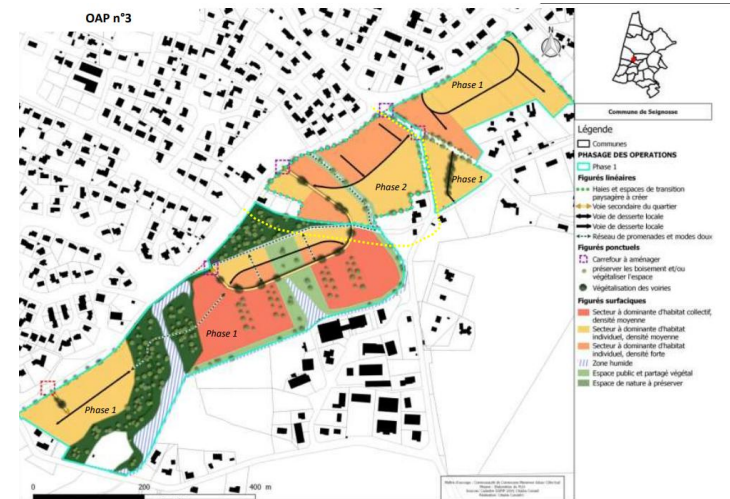 OAP n°3
N
Phase 1
Phase 2
Phase 1
Phase 1
Phase 1
0 200 400 m
Commune de Seignosse
Légende
Communes
PHASAGE DES OPERATIONS
Phase 1
Figurés linéaires
Haies et espaces de transition
paysagère à créer
Voie secondaire du quartier
Voie de desserte locale
Voie de desserte locale
Réseau de promenades et modes doux
Figurés ponctuels
Carrefour à aménager
préserver les boisement et/ou
végétaliser l'espace
Végétalisation des voiries
Figurés surfaciques
Secteur à dominante d'habitat collectif,
densité moyenne
Secteur à dominante d'habitat
individuel, densité moyenne
Secteur à dominante d'habitat
individuel, densité forte
Zone humide
Espace public et partagé végétal
Espace de nature à préserver